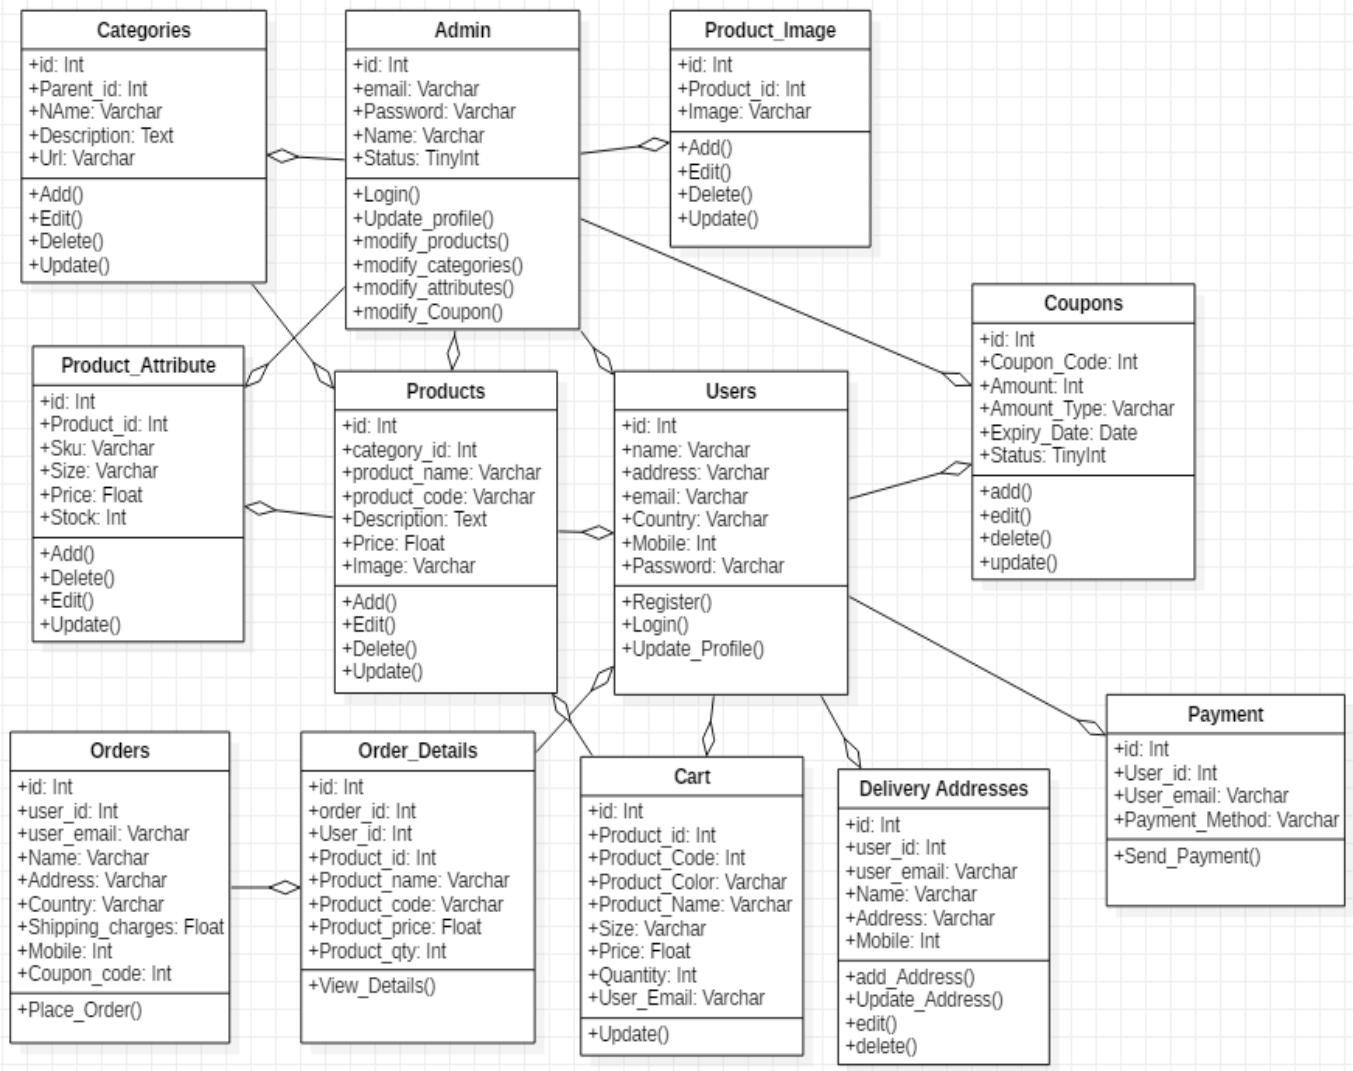 Categories
+id: Int
+Parent_id: Int
+NAme: Varchar
+Description: Text
+Url: Varchar
+Add()
+Edit()
+Delete()
+Update()
Admin
+id: Int
+email: Varchar
+Password: Varchar
+Name: Varchar
+Status: TinyInt
+Login()
+Update_profile()
+modify_products()
+modify_categories()
+modify_attributes()
+modify_Coupon()
Product_Image
+id: Int
+Product_id: Int
+Image: Varchar
+Add()
+Edit()
+Delete()
+Update()
Coupons
+id: Int
+Coupon_Code: Int
+Amount: Int
+Amount_Type: Varchar
+Expiry_Date: Date
+Status: TinyInt
+add()
+edit()
+delete()
+update()
Product_Attribute
+id: Int
+Product_id: Int
+Sku: Varchar
+Size: Varchar
+Price: Float
+Stock: Int
+Add()
+Delete()
+Edit()
+Update()
Products
+id: Int
+category_id: Int
+product_name: Varchar
+product_code: Varchar
+Description: Text
+Price: Float
+Image: Varchar
+Add()
+Edit()
+Delete()
+Update()
Users
+id: Int
+name: Varchar
+address: Varchar
+email: Varchar
+Country: Varchar
+Mobile: Int
+Password: Varchar
+Register()
+Login()
+Update_Profile()
Payment
+id: Int
+User_id: Int
+User_email: Varchar
+Payment_Method: Varchar
+Send_Payment()
Orders
+id: Int
+user_id: Int
+user_email: Varchar
+Name: Varchar
+Address: Varchar
+Country: Varchar
+Shipping_charges: Float
+Mobile: Int
+Coupon_code: Int
+Place_Order()
Order_Details
+id: Int
+order_id: Int
+User_id: Int
+Product_id: Int
+Product_name: Varchar
+Product_code: Varchar
+Product_price: Float
+Product_qty: Int
+View_Details()
Cart
+id: Int
+Product_id: Int
+Product_Code: Int
+Product_Color: Varchar
+Product_Name: Varchar
+Size: Varchar
+Price: Float
+Quantity: Int
+User_Email: Varchar
+Update()
Delivery Addresses
+id: Int
+user_id: Int
+user_email: Varchar
+Name: Varchar
+Address: Varchar
+Mobile: Int
+add_Address()
+Update_Address()
+edit()
+delete()